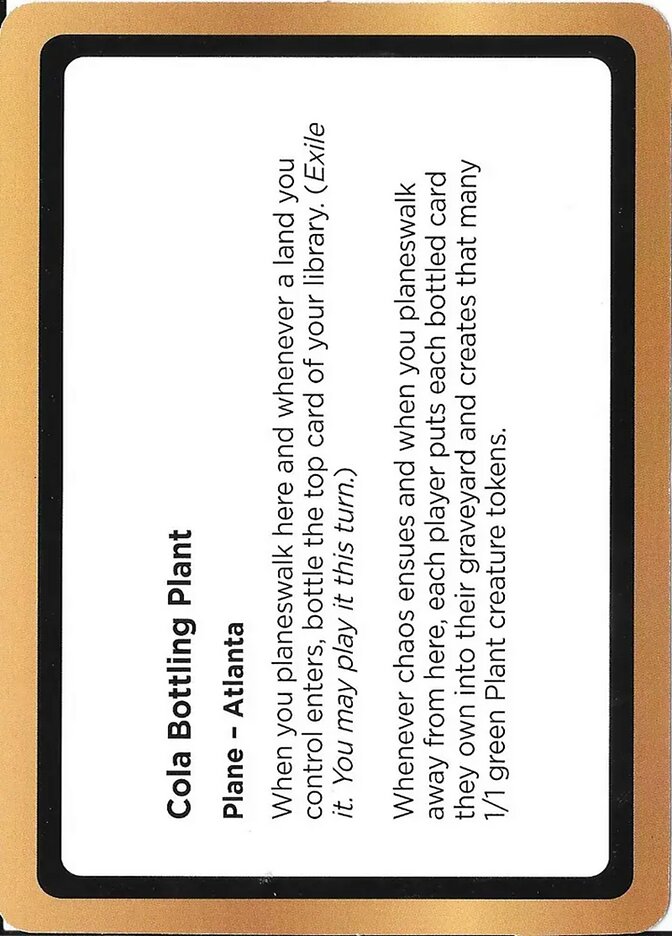 Cola Bottling Plant
Plane – Atlanta
When you planeswalk here and whenever a land you
control enters, bottle the top card of your library. (Exile
it. You may play it this turn.)
Whenever chaos ensues and when you planeswalk
away from here, each player puts each bottled card
they own into their graveyard and creates that many
1/1 green Plant creature tokens.